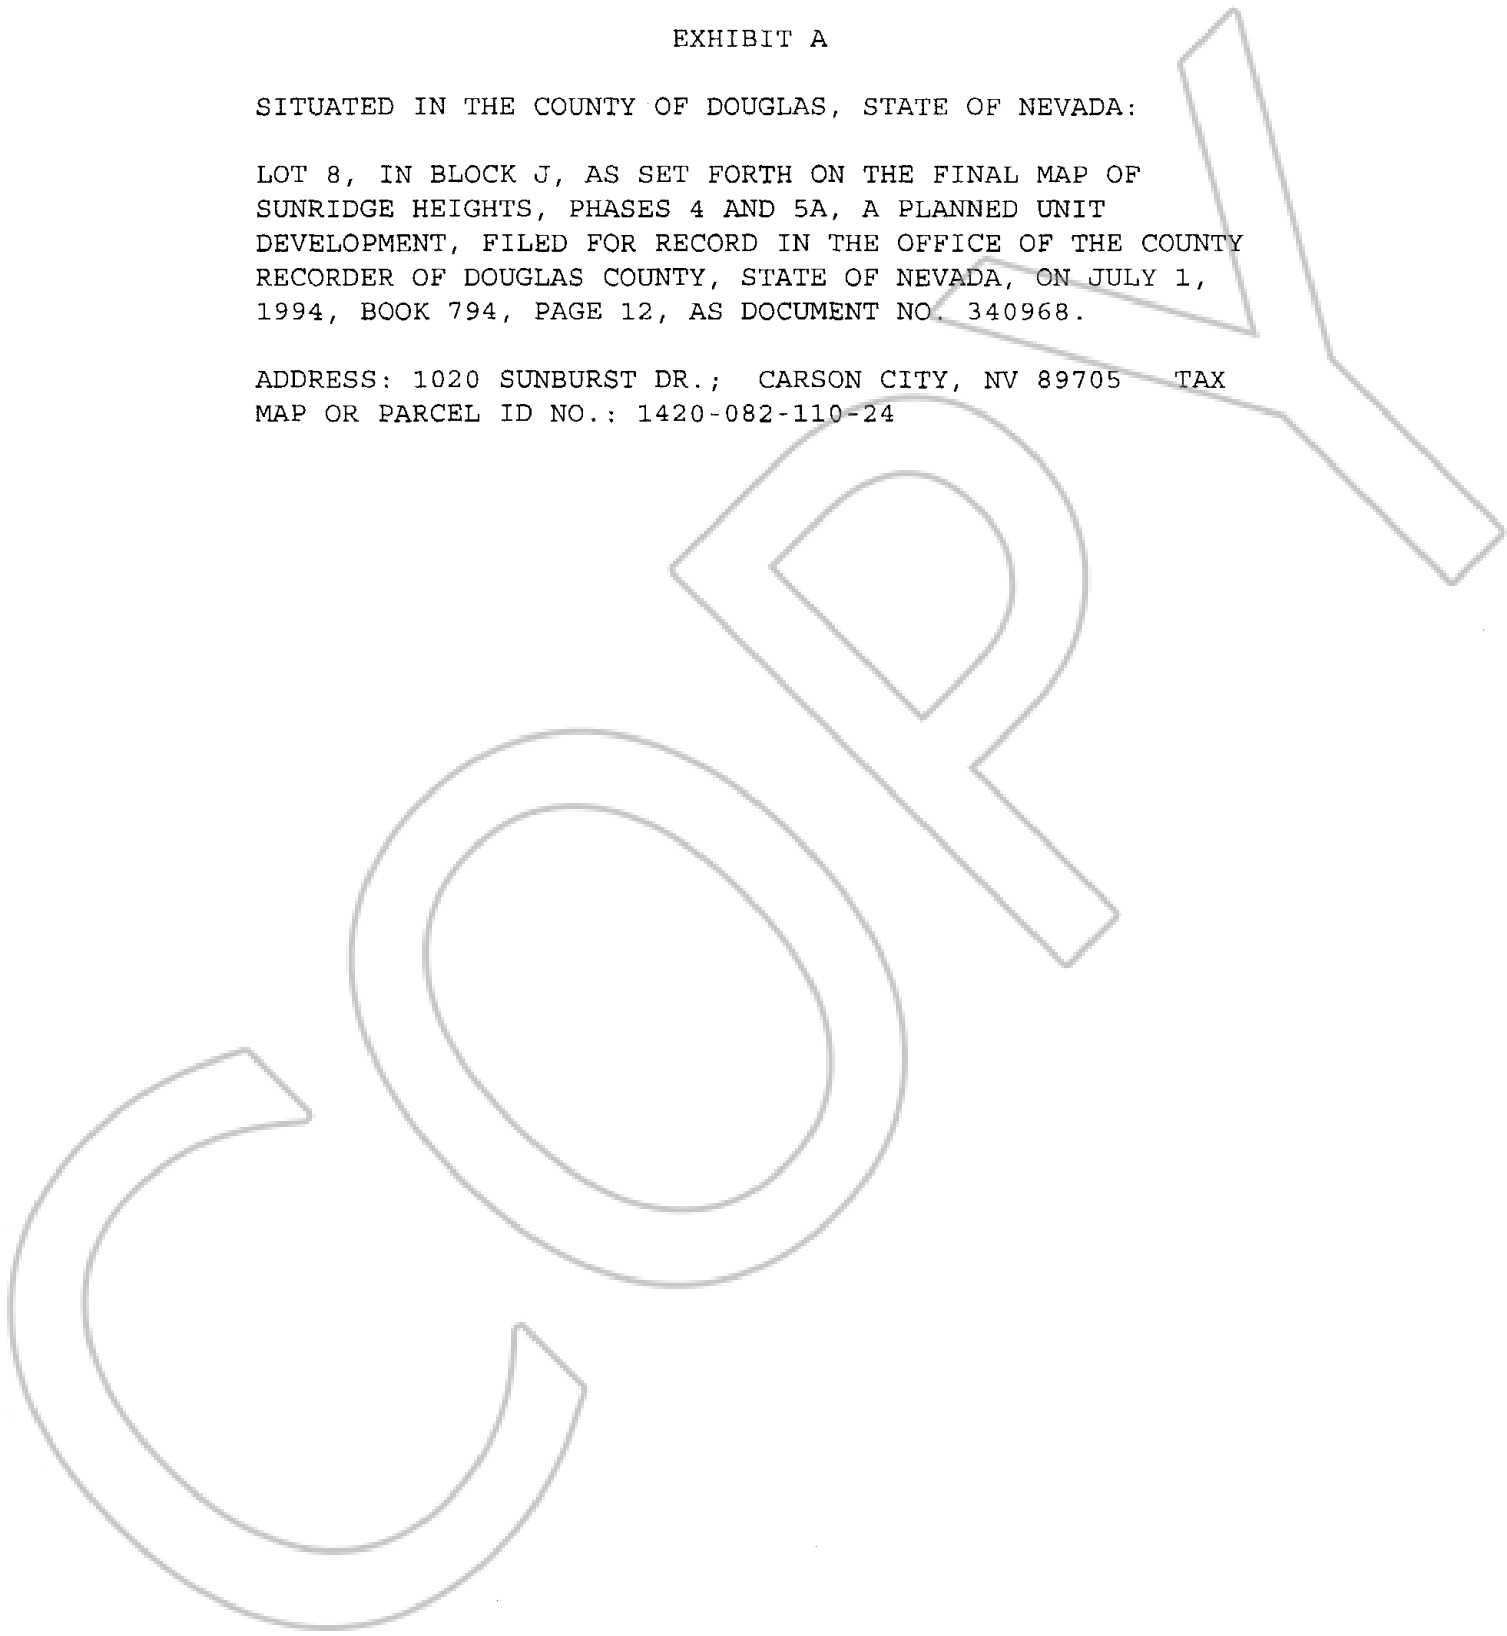 EXHIBIT A
SITUATED IN THE COUNTY OF DOUGLAS, STATE OF NEVADA:
LOT 8, IN BLOCK J, AS SET FORTH ON THE FINAL MAP OF
SUNRIDGE HEIGHTS, PHASES 4 AND 5A, A PLANNED UNIT
DEVELOPMENT, FILED FOR RECORD IN THE OFFICE OF THE COUNTY
RECORDER OF DOUGLAS COUNTY, STATE OF NEVADA, ON JULY 1,
1994, BOOK 794, PAGE 12, AS DOCUMENT NO. 340968.
ADDRESS: 1020 SUNBURST DR.; CARSON CITY, NV 89705 TAX
MAP OR PARCEL ID NO.: 1420-082-110-24
COPY